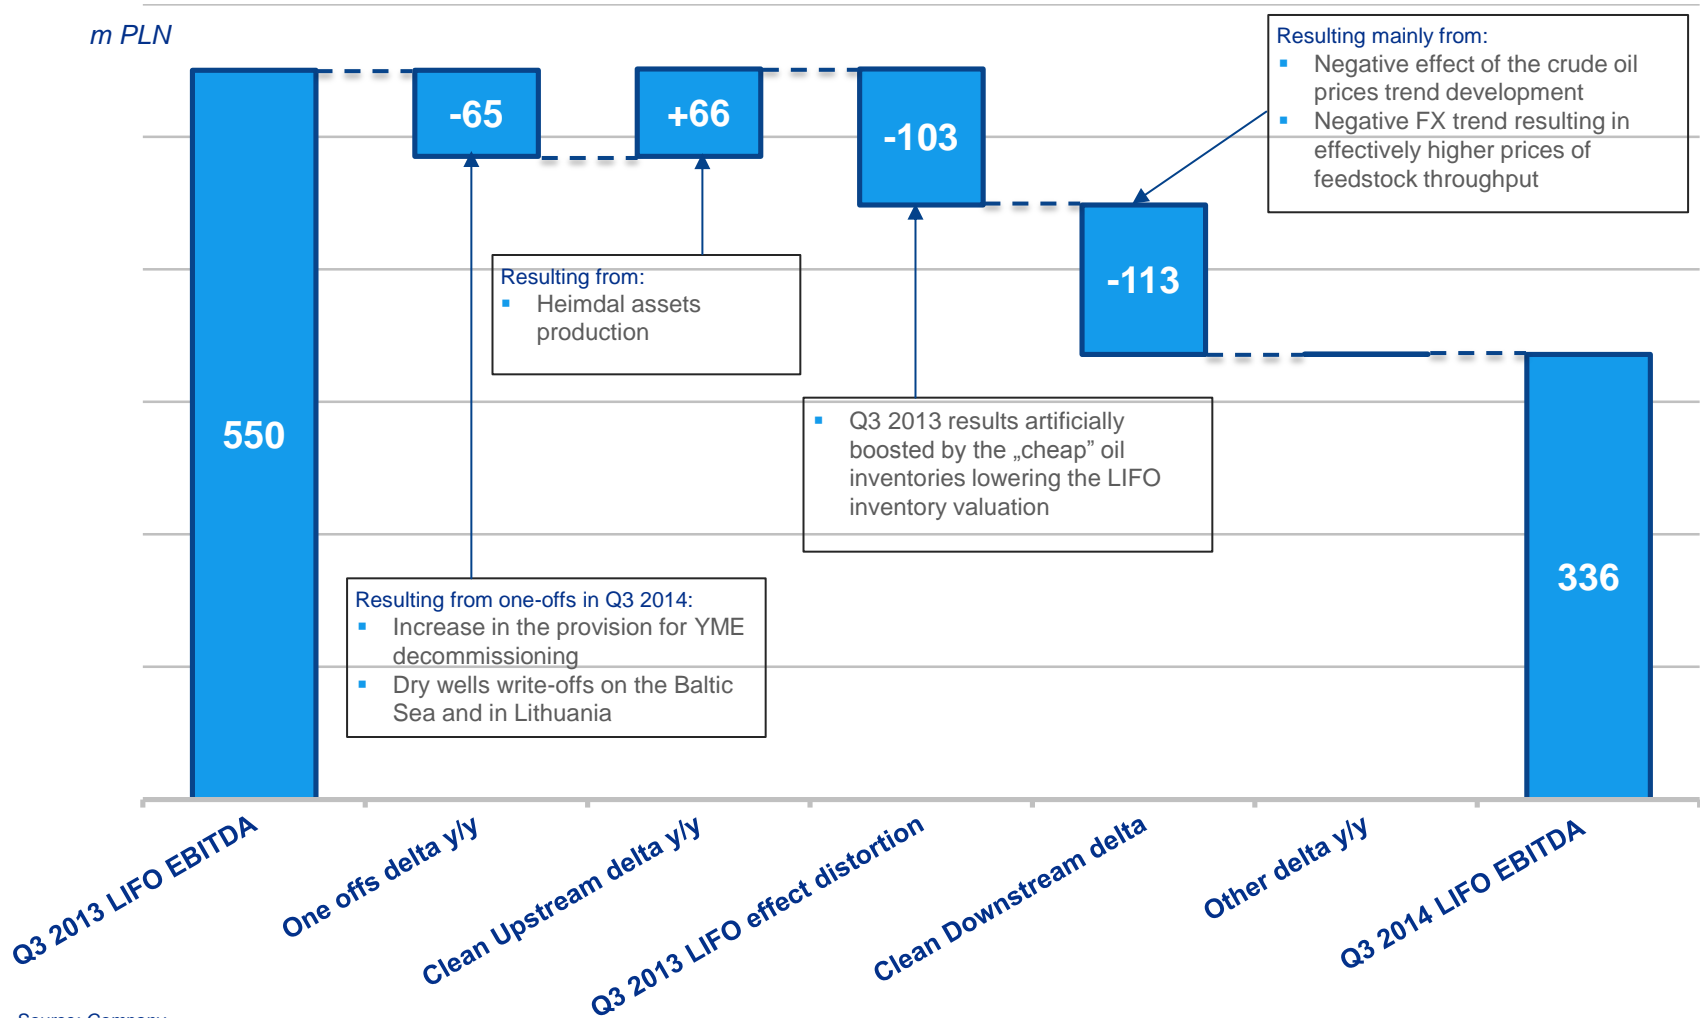 m PLN
550
-65
+66
-103
-113
336
Resulting mainly from:
▪ Negative effect of the crude oil
prices trend development
▪ Negative FX trend resulting in
effectively higher prices of
feedstock throughput
Resulting from:
▪ Heimdal assets
production
▪ Q3 2013 results artificially
boosted by the „cheap” oil
inventories lowering the LIFO
inventory valuation
Resulting from one-offs in Q3 2014:
▪ Increase in the provision for YME
decommissioning
▪ Dry wells write-offs on the Baltic
Sea and in Lithuania
Q3 2013 LIFO EBITDA
One offs delta y/y
Clean Upstream delta y/y
Q3 2013 LIFO effect distortion
Clean Downstream delta
Other delta y/y
Q3 2014 LIFO EBITDA
Source: Company